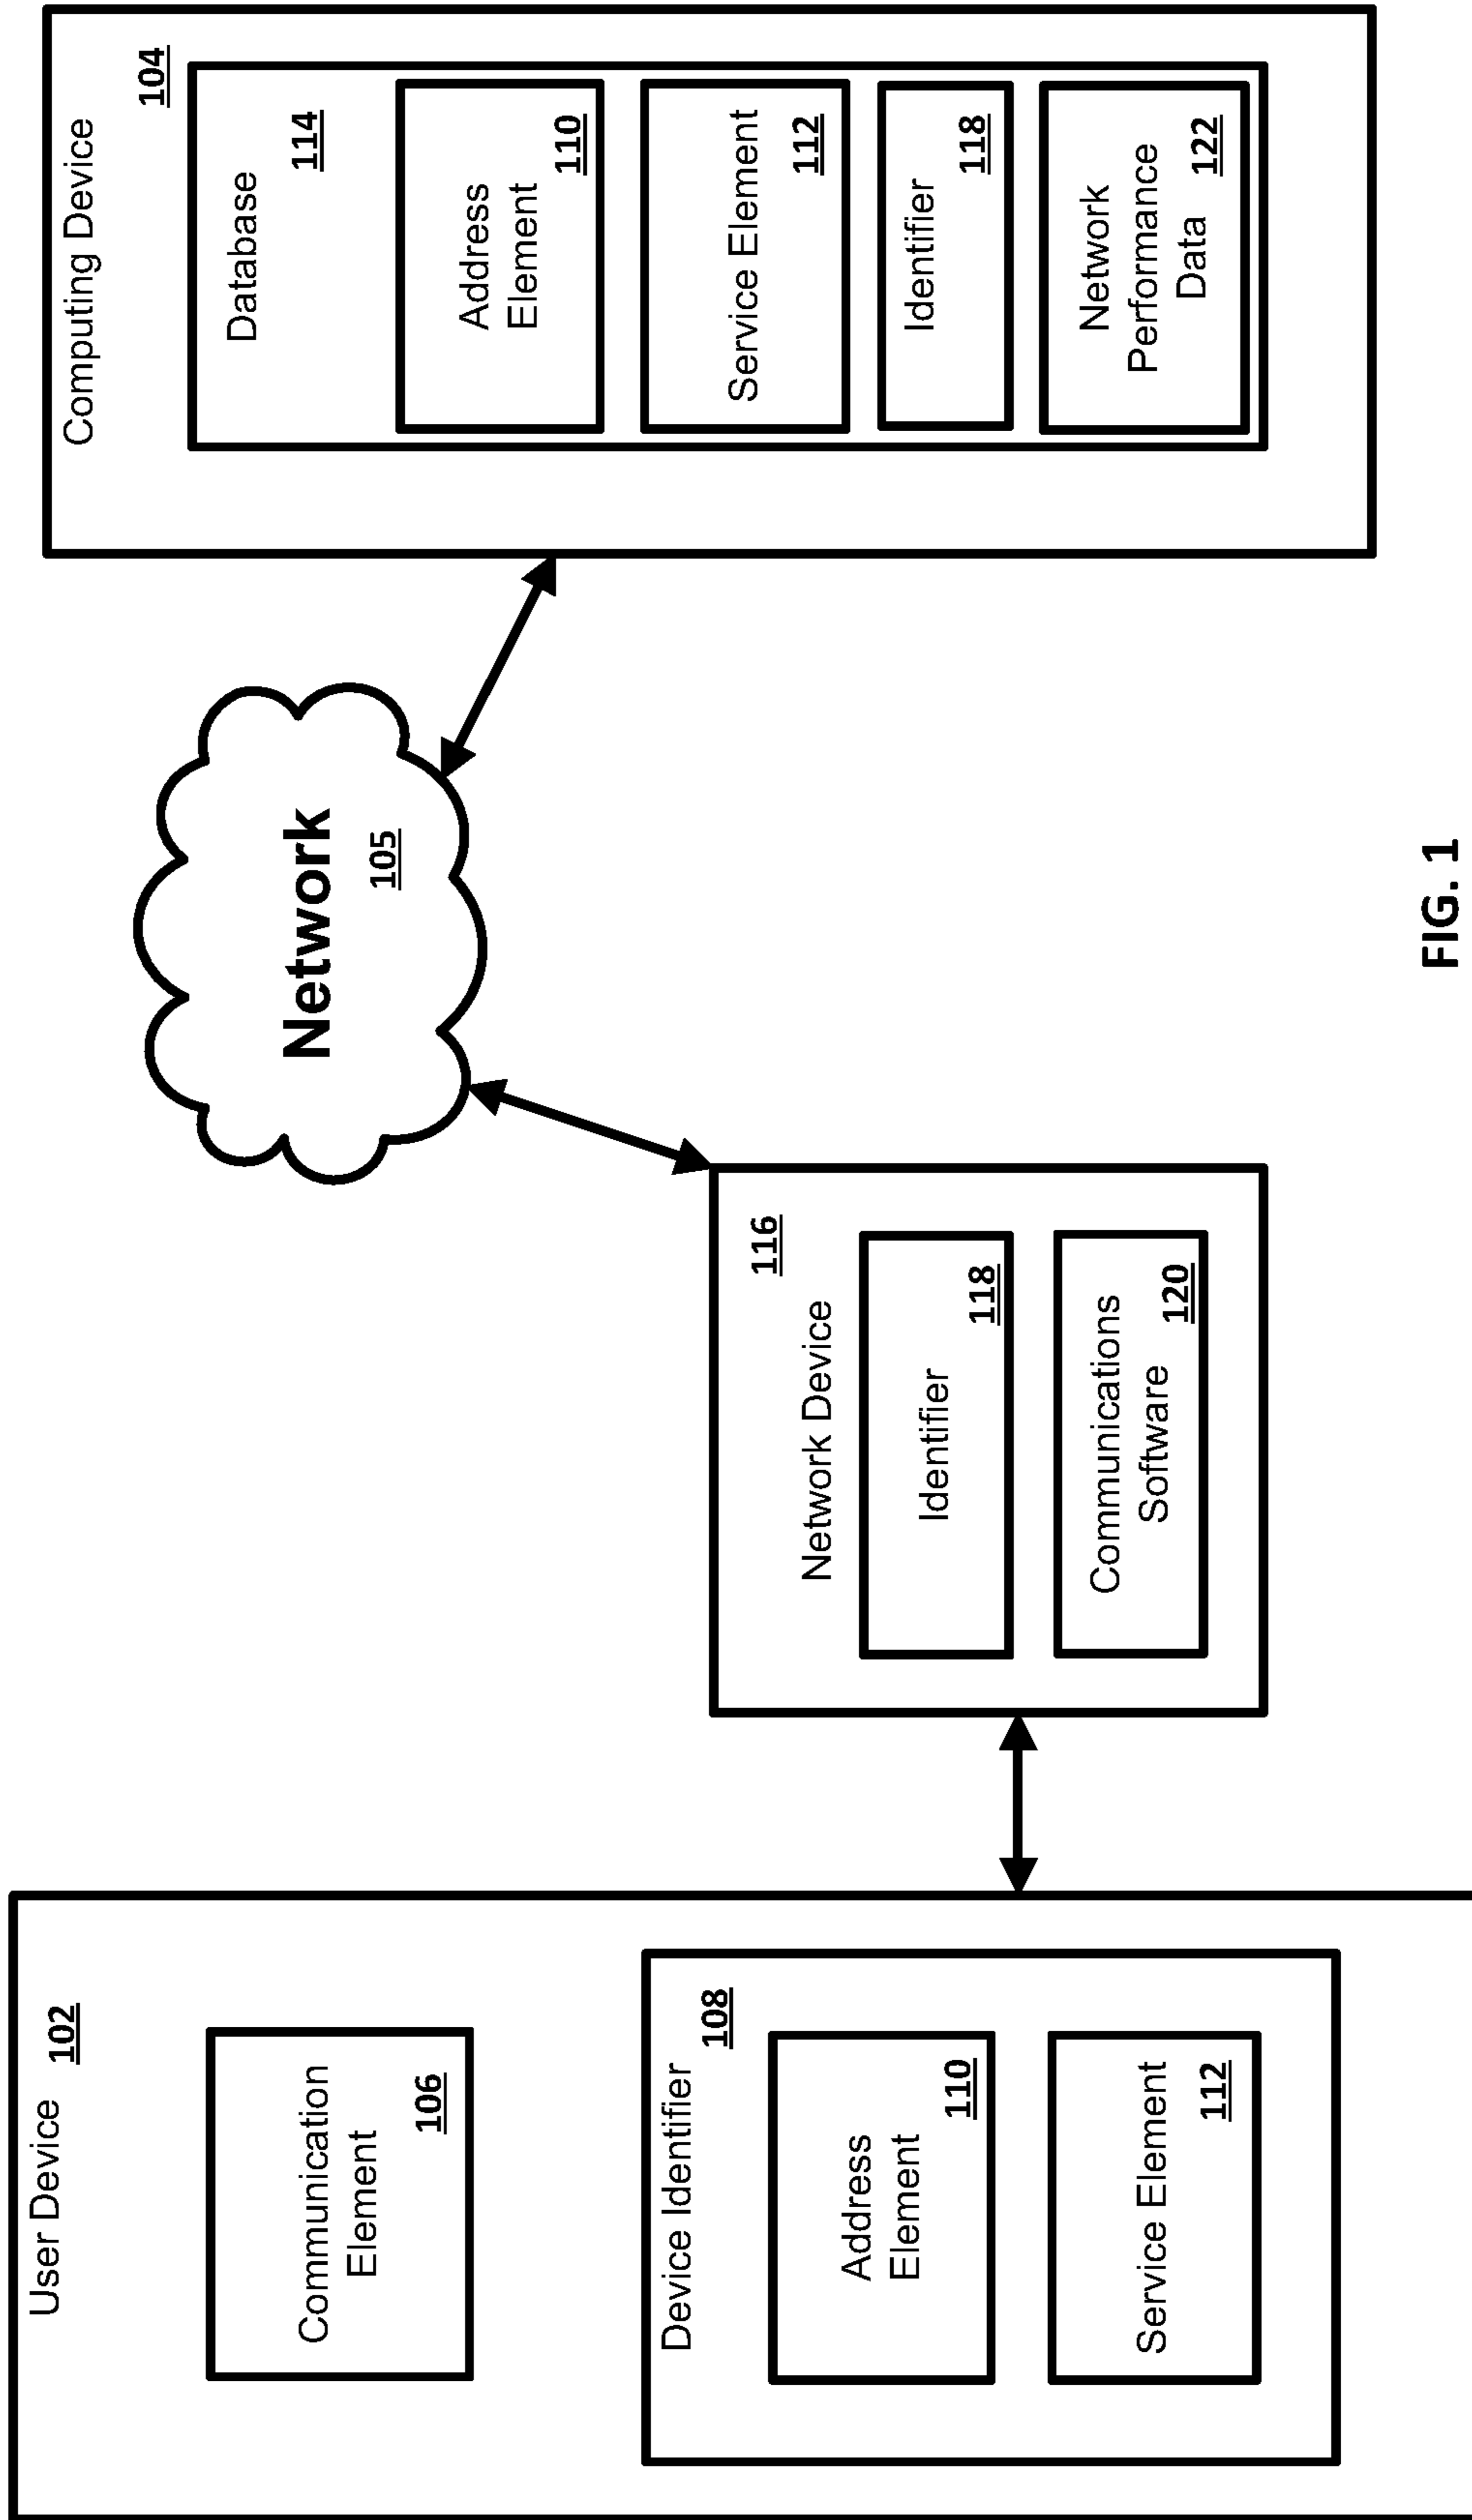 User Device
102
Communication
Element
106
Device Identifier
108
Address
Element
110
Service Element
112
Network Device
116
Identifier
118
Communications
Software
120
Network
105
Computing Device
104
Database
114
Address
Element
110
Service Element
112
Identifier
118
Network
Performance
Data
122
FIG. 1